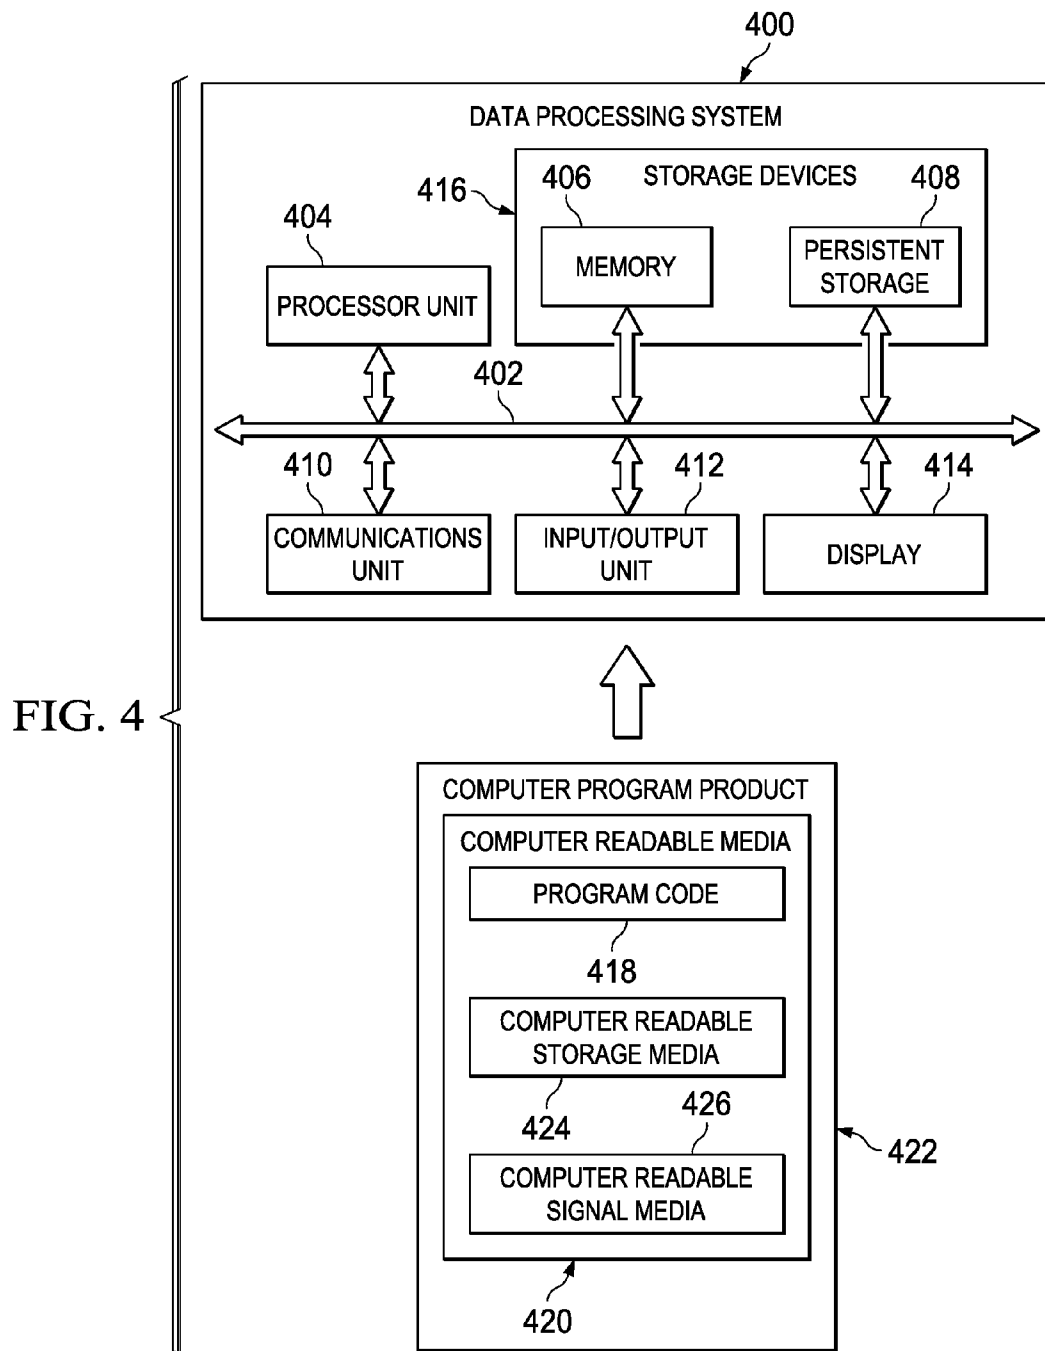 400
DATA PROCESSING SYSTEM
406
STORAGE DEVICES
408
416
404
MEMORY
PERSISTENT
STORAGE
PROCESSOR UNIT
402
410
412
414
COMMUNICATIONS
UNIT
INPUT/OUTPUT
UNIT
DISPLAY
FIG. 4
COMPUTER PROGRAM PRODUCT
COMPUTER READABLE MEDIA
PROGRAM CODE
418
COMPUTER READABLE
STORAGE MEDIA
424
426
422
COMPUTER READABLE
SIGNAL MEDIA
420